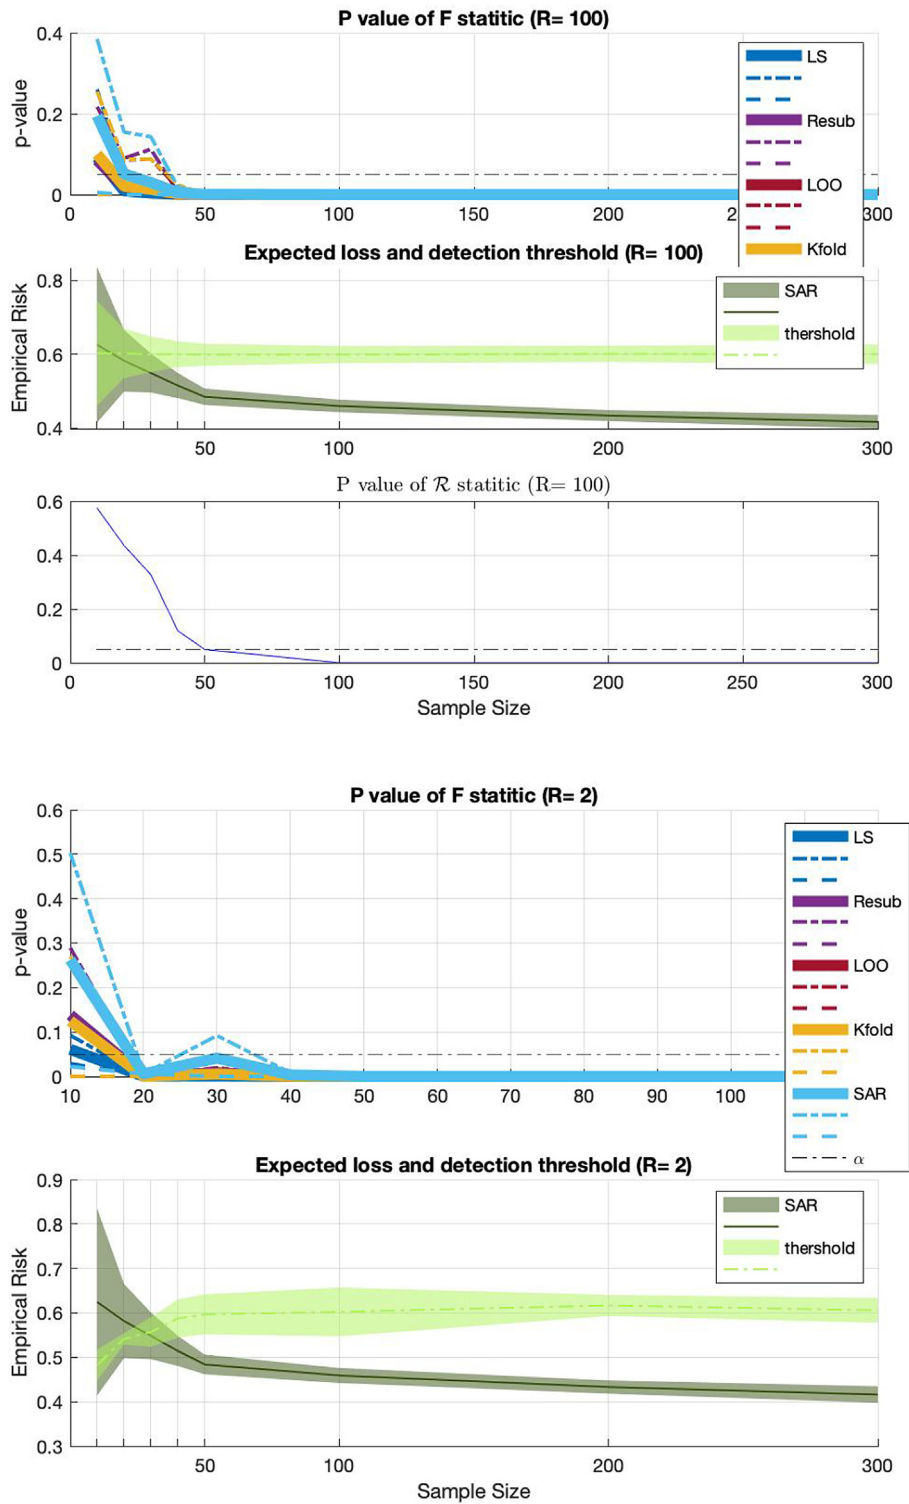 P value of F statitic (R= 100)
p-value
0.4
0.2
0
0
50
100
150
200
2
300
LS
Resub
LOO
Kfold
Expected loss and detection threshold (R= 100)
Empirical Risk
0.8
0.6
0.4
50
100
200
300
SAR
thershold
P value of ℛ statitic (R= 100)
0.6
0.4
0.2
0
0
50
100
150
200
250
300
Sample Size
P value of F statitic (R= 2)
p-value
0.6
0.5
0.4
0.3
0.2
0.1
0
10
20
30
40
50
60
70
80
90
100
LS
Resub
LOO
Kfold
SAR
α
Expected loss and detection threshold (R= 2)
Empirical Risk
0.9
0.8
0.7
0.6
0.5
0.4
0.3
50
100
200
300
SAR
thershold
Sample Size